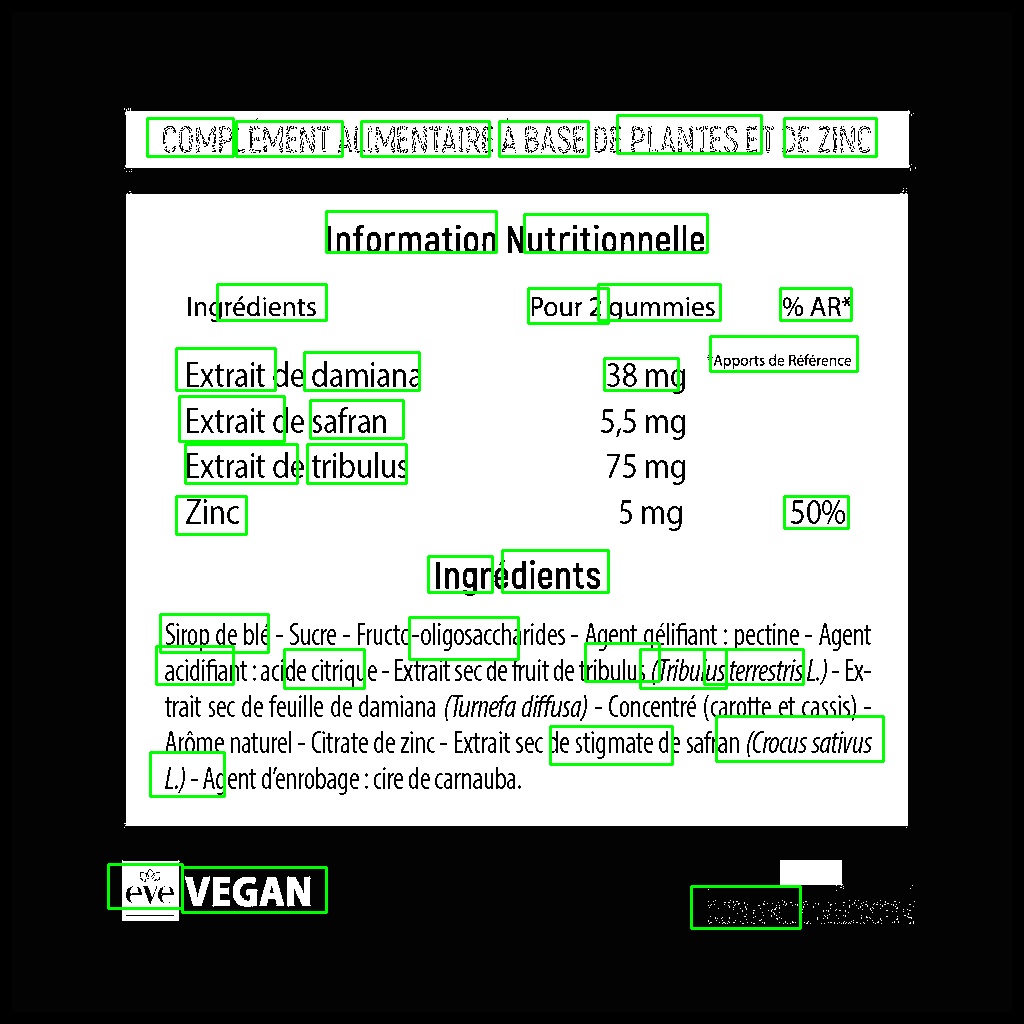 COMPLÉMENT ALIMENTAIRE À BASE DE PLANTES ET DE ZINC
Information Nutritionnelle
Ingrédients Pour 2 gummies % AR*
*Apports de Référence
Extrait de damiana 38 mg
Extrait de safran 5,5 mg
Extrait de tribulus 75 mg
Zinc 5 mg 50%
Ingrédients
Sirop de blé - Sucre - Fructo-oligosaccharides - Agent gélifiant : pectine - Agent
acidifiant : acide citrique - Extrait sec de fruit de tribulus (Tribulus terrestris L.) - Ex-
trait sec de feuille de damiana (Turnefa diffusa) - Concentré (carotte et cassis) -
Arôme naturel - Citrate de zinc - Extrait sec de stigmate de safran (Crocus sativus
L.) - Agent d'enrobage : cire de carnauba.
eve VEGAN